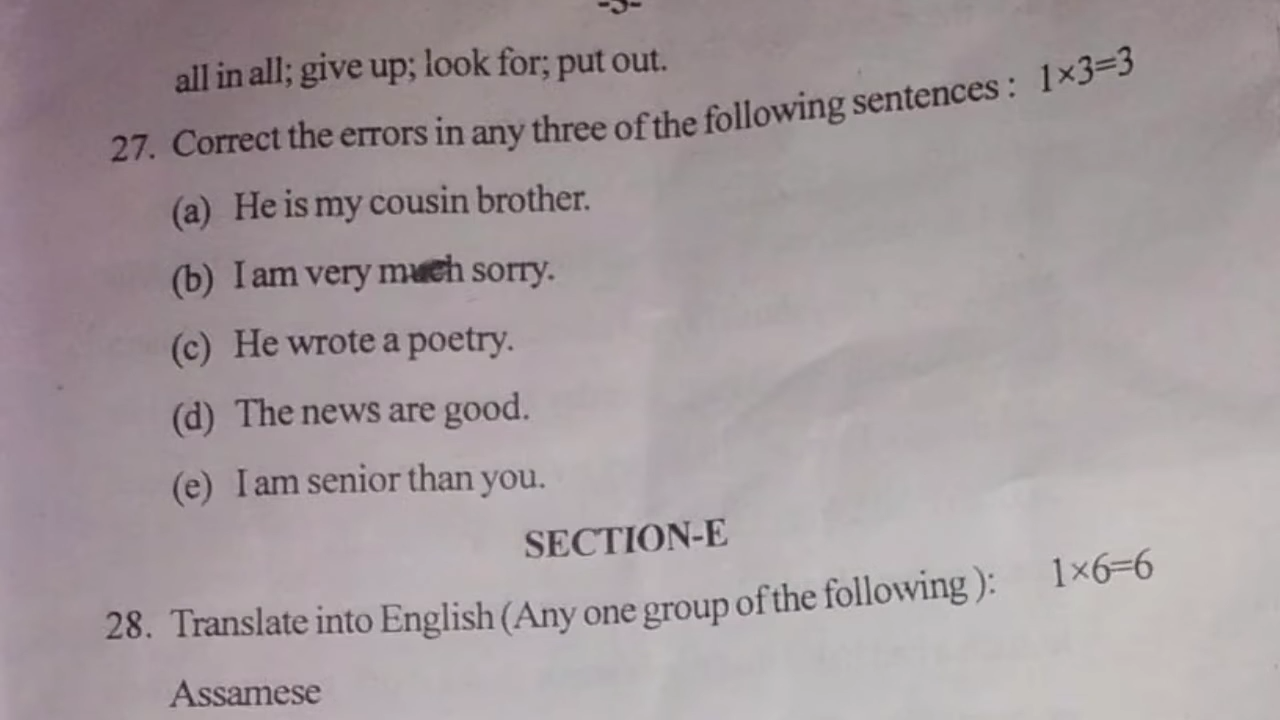 -5-
all in all; give up; look for; put out.
27. Correct the errors in any three of the following sentences : 1×3=3
(a) He is my cousin brother.
(b) I am very much sorry.
(c) He wrote a poetry.
(d) The news are good.
(e) I am senior than you.
SECTION-E
28. Translate into English (Any one group of the following ): 1×6=6
Assamese